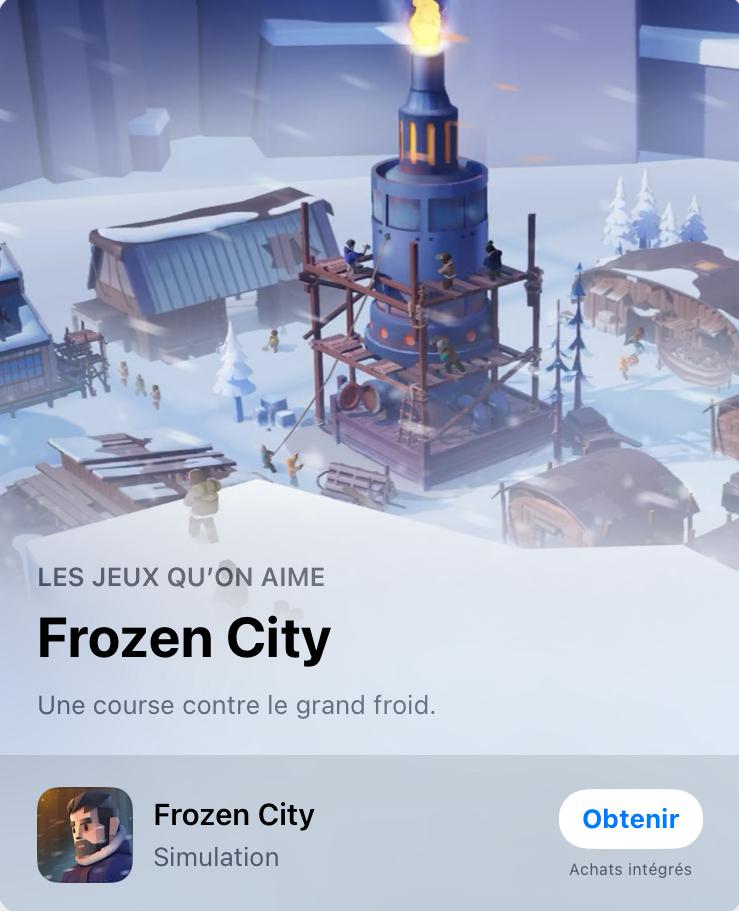 LES JEUX QU’ON AIME
Frozen City
Une course contre le grand froid.
Frozen City
Simulation
Obtenir
Achats intégrés